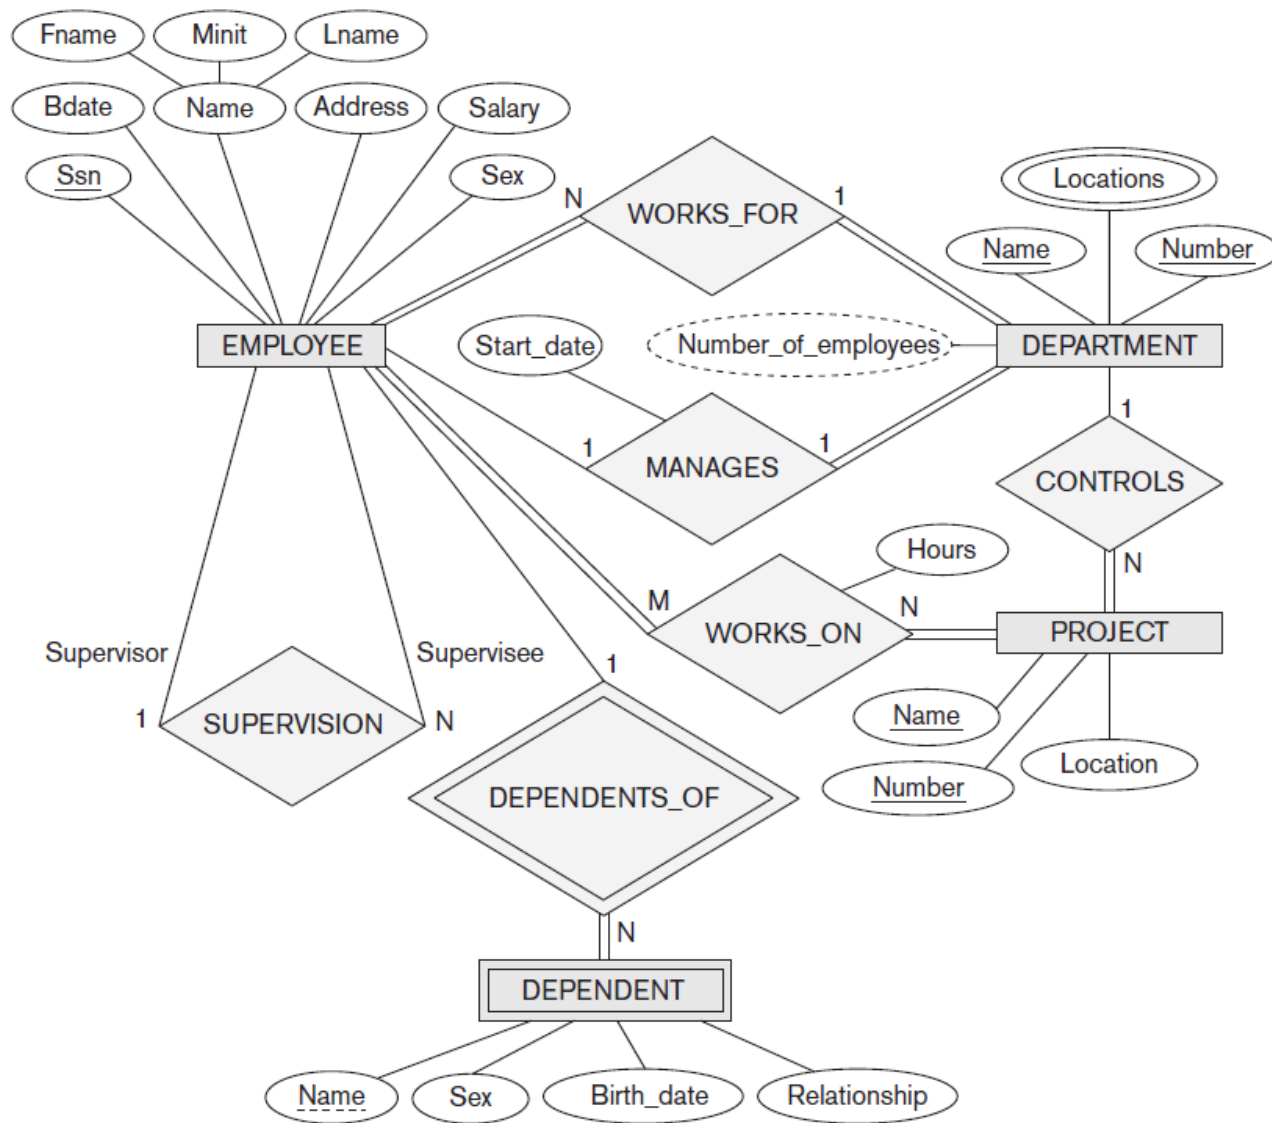 Fname
Minit
Lname
Bdate
Name
Address
Salary
Ssn
Sex
N
WORKS_FOR
1
Locations
Name
Number
EMPLOYEE
Start_date
Number_of_employees
DEPARTMENT
1
MANAGES
1
1
CONTROLS
N
Hours
M
WORKS_ON
N
PROJECT
Supervisor
Supervisee
1
SUPERVISION
N
1
Name
Number
Location
DEPENDENTS_OF
N
DEPENDENT
Name
Sex
Birth_date
Relationship